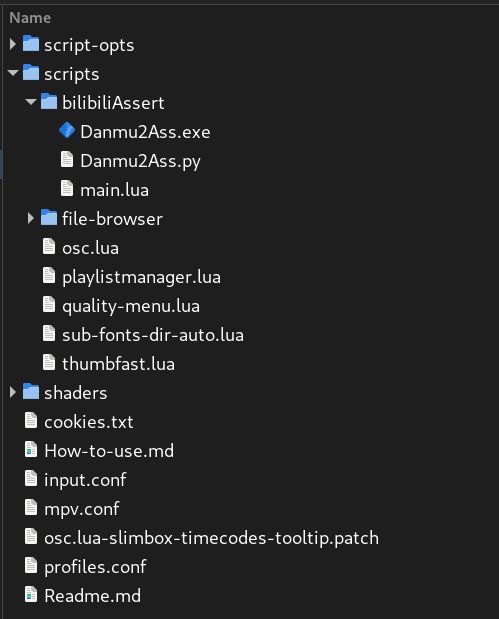 Name
script-opts
scripts
bilibiliAssert
Danmu2Ass.exe
Danmu2Ass.py
main.lua
file-browser
osc.lua
playlistmanager.lua
quality-menu.lua
sub-fonts-dir-auto.lua
thumbfast.lua
shaders
cookies.txt
How-to-use.md
input.conf
mpv.conf
osc.lua-slimbox-timecodes-tooltip.patch
profiles.conf
Readme.md